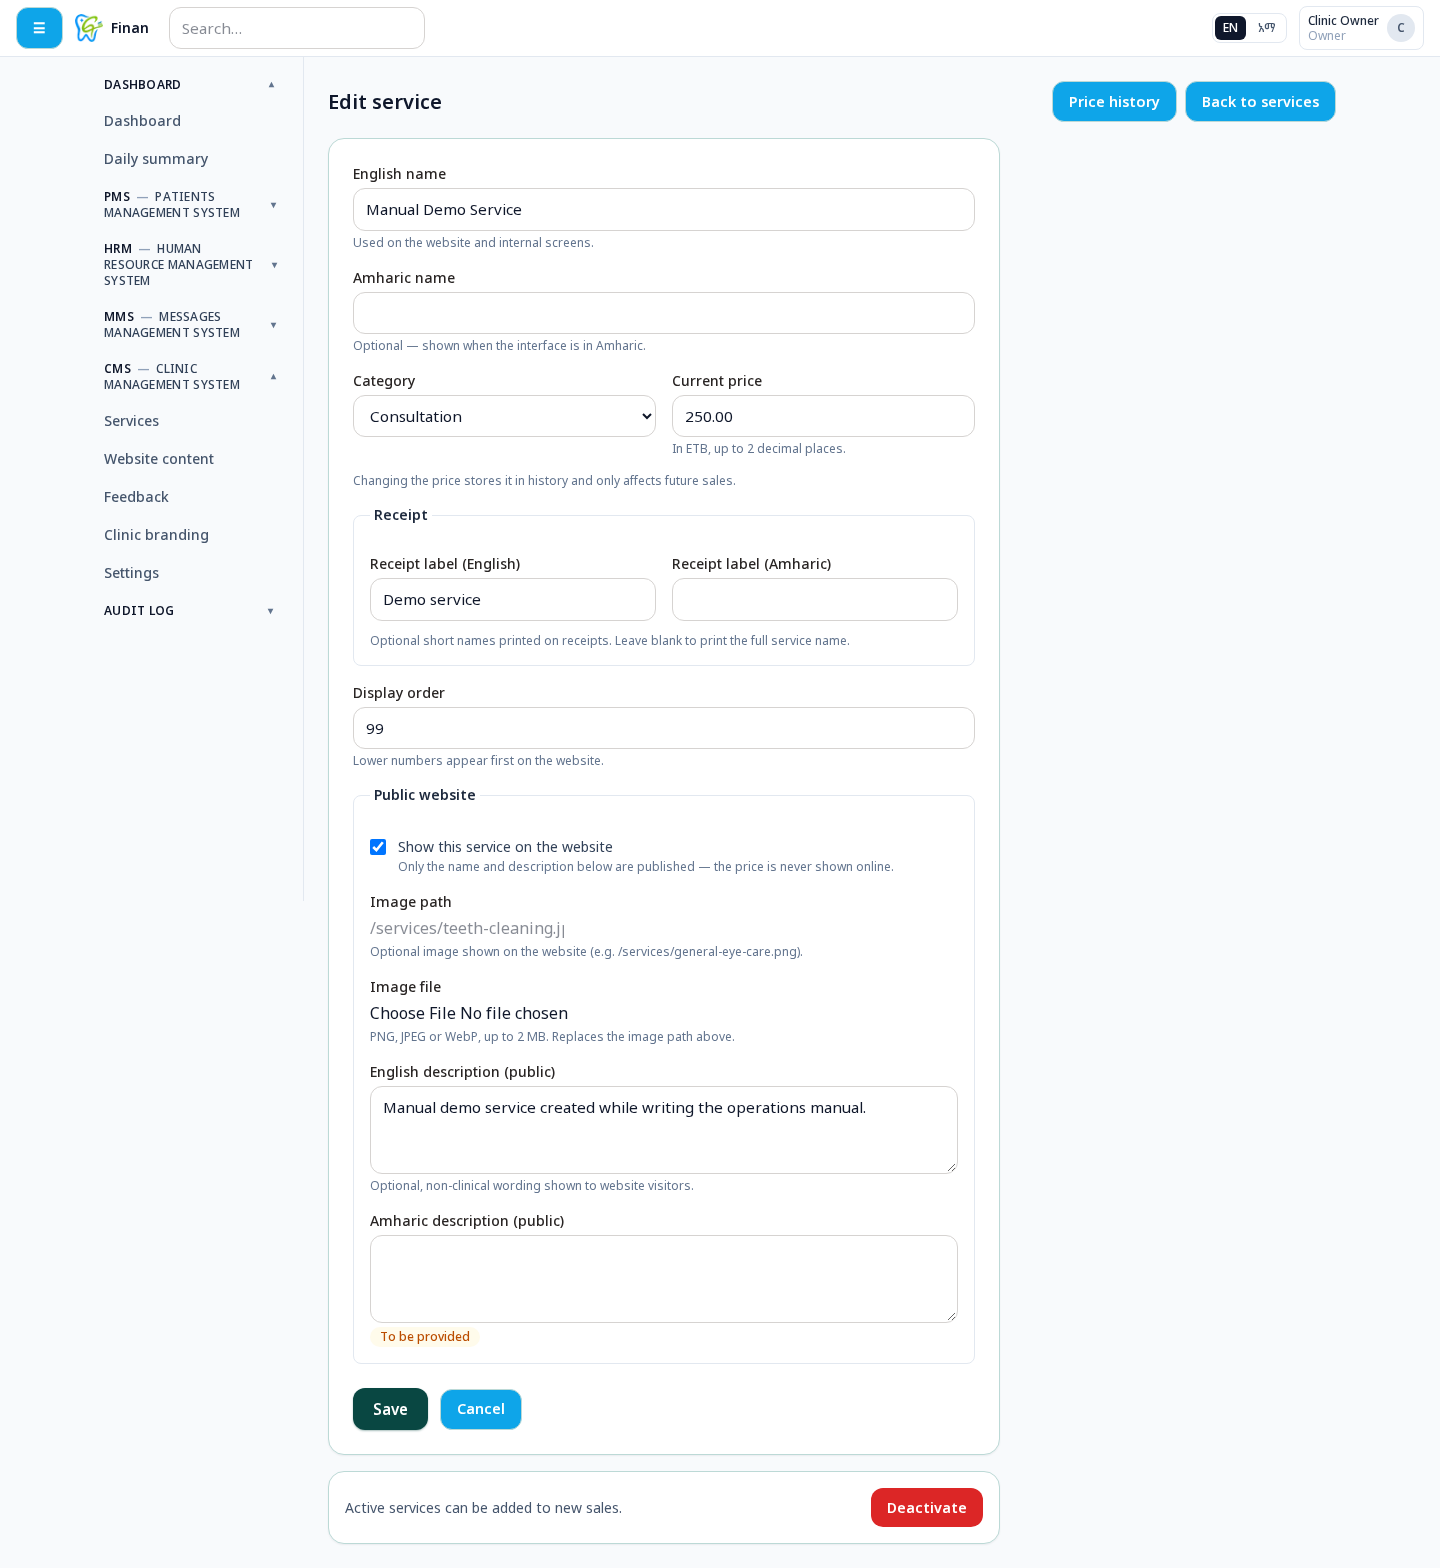 ☰
Finan
Search...
EN
አማ
Clinic Owner
Owner
C
DASHBOARD ▴
Dashboard
Daily summary
PMS — PATIENTS
MANAGEMENT SYSTEM ▾
HRM — HUMAN
RESOURCE MANAGEMENT ▾
SYSTEM
MMS — MESSAGES
MANAGEMENT SYSTEM ▾
CMS — CLINIC
MANAGEMENT SYSTEM ▴
Services
Website content
Feedback
Clinic branding
Settings
AUDIT LOG ▾
Edit service
Price history
Back to services
English name
Manual Demo Service
Used on the website and internal screens.
Amharic name
Optional — shown when the interface is in Amharic.
Category
Consultation
Current price
250.00
In ETB, up to 2 decimal places.
Changing the price stores it in history and only affects future sales.
Receipt
Receipt label (English)
Demo service
Receipt label (Amharic)
Optional short names printed on receipts. Leave blank to print the full service name.
Display order
99
Lower numbers appear first on the website.
Public website
Show this service on the website
Only the name and description below are published — the price is never shown online.
Image path
/services/teeth-cleaning.j
Optional image shown on the website (e.g. /services/general-eye-care.png).
Image file
Choose File No file chosen
PNG, JPEG or WebP, up to 2 MB. Replaces the image path above.
English description (public)
Manual demo service created while writing the operations manual.
Optional, non-clinical wording shown to website visitors.
Amharic description (public)
To be provided
Save
Cancel
Active services can be added to new sales.
Deactivate